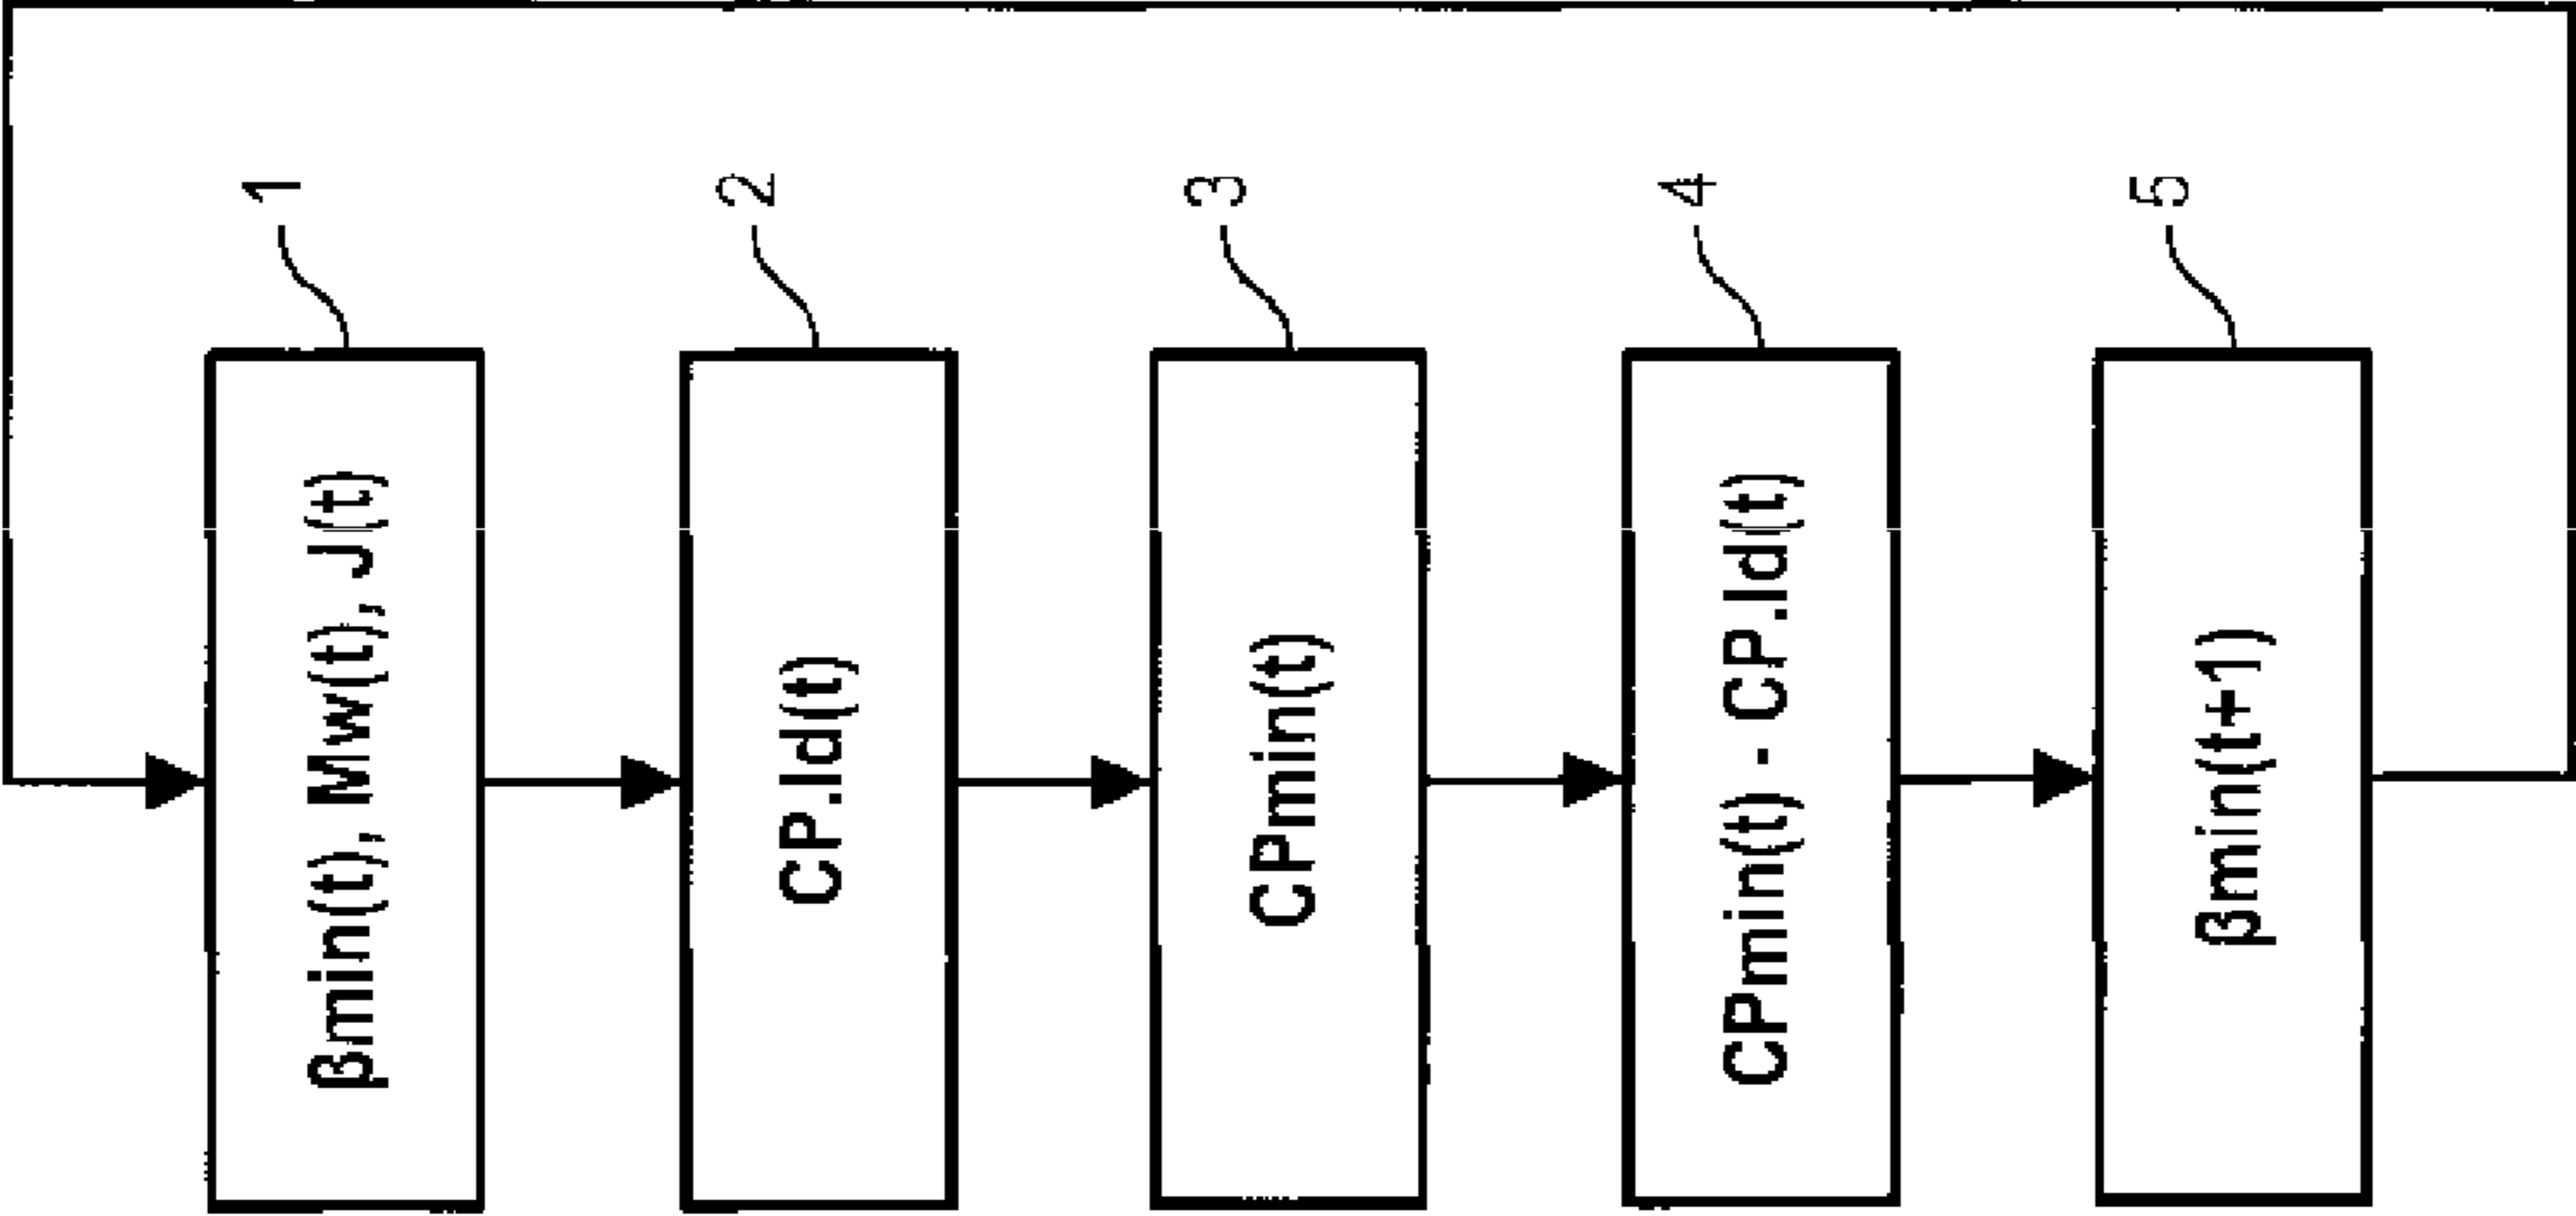 1
βmin(t), Mw(t), J(t)
2
CP.Id(t)
3
CPmin(t)
4
CPmin(t) - CP.Id(t)
5
βmin(t+1)